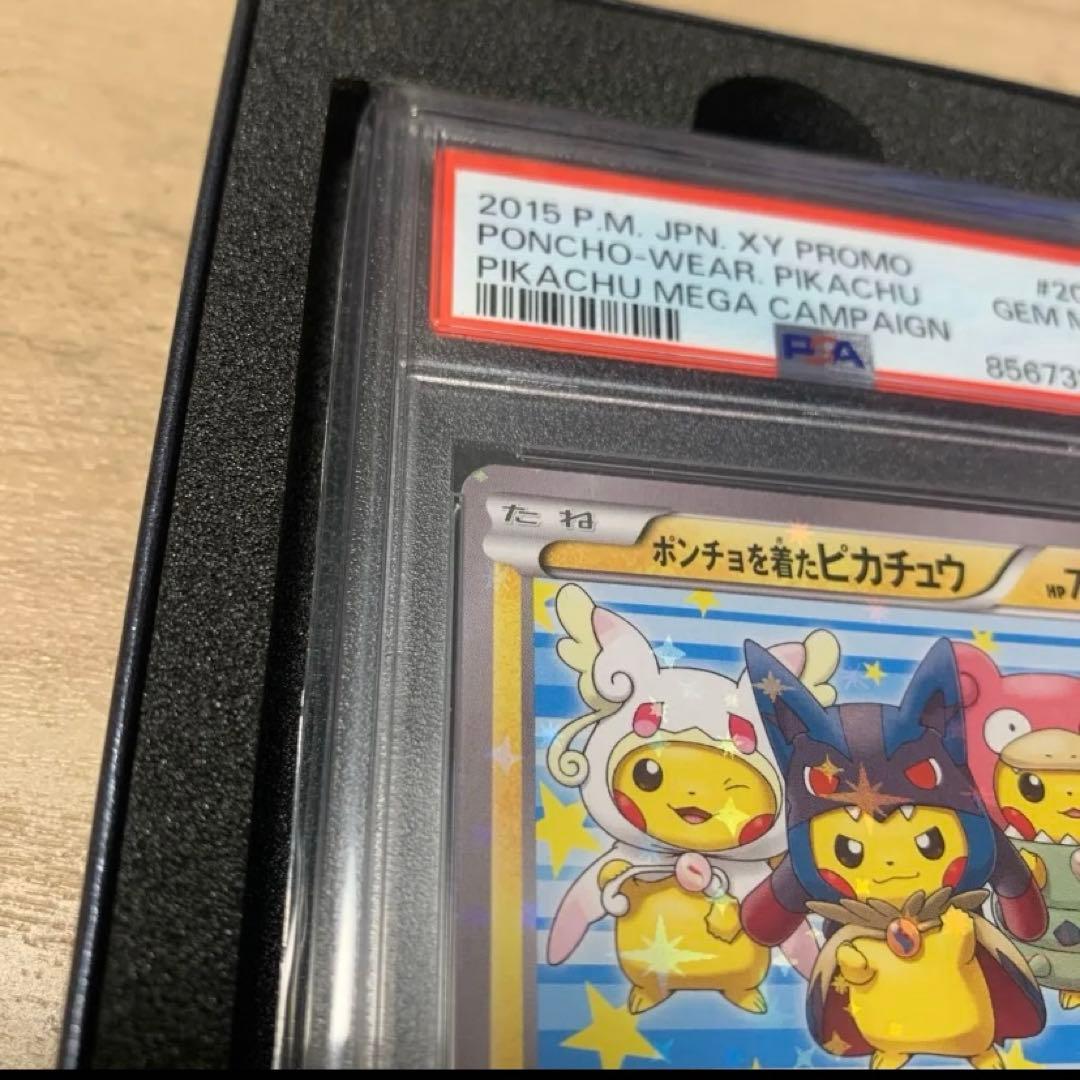 2015 P.M. JPN. XY PROMO
PONCHO-WEAR. PIKACHU
PIKACHU MEGA CAMPAIGN
#20
GEM M
PSA
85673
たね
ポンチョを着たピカチュウ
HP 7